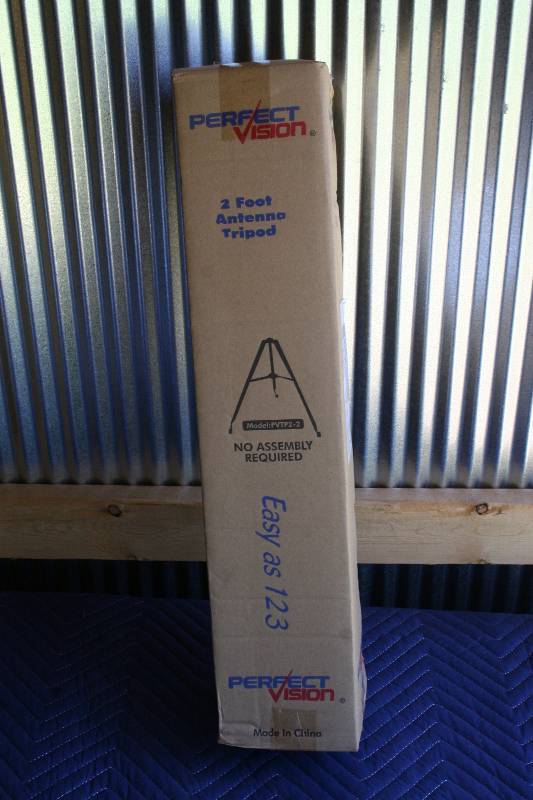 PERFECT
VISION®
2 Foot
Antenna
Tripod
Model:PVTP2-2
NO ASSEMBLY
REQUIRED
Easy as 123
PERFECT
VISION®
Made In China